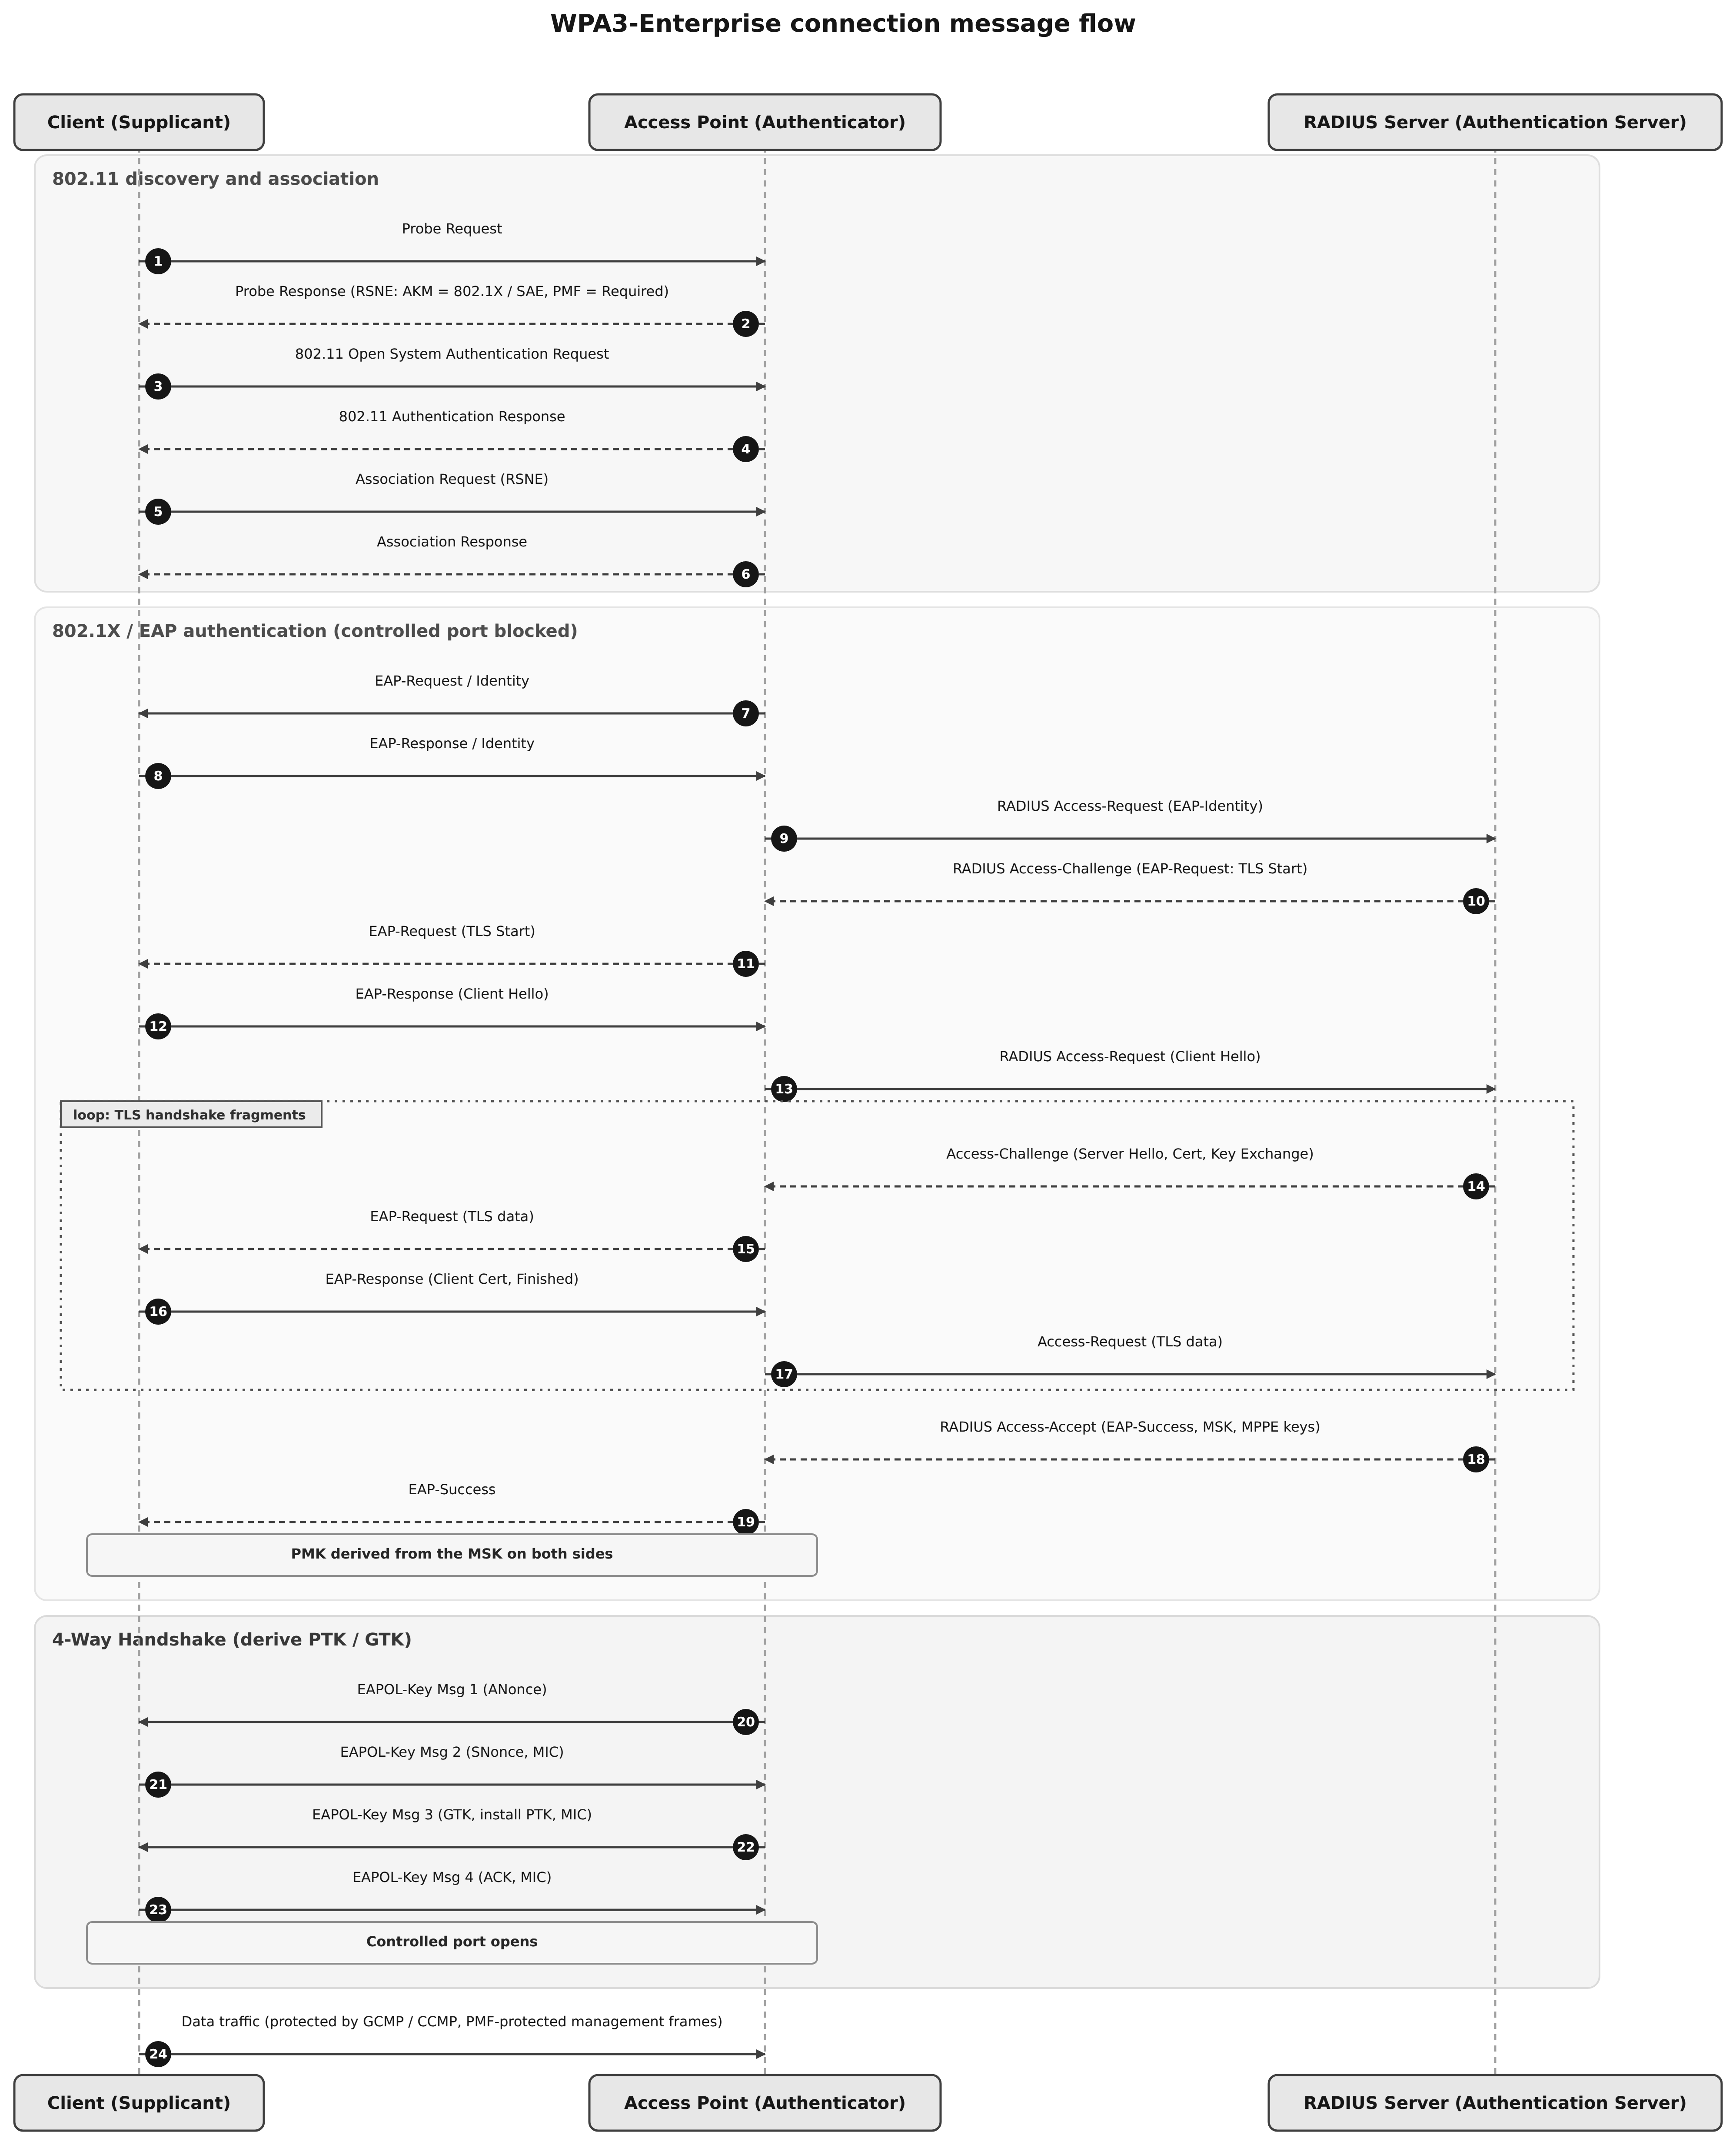 WPA3-Enterprise connection message flow
Client (Supplicant)
Access Point (Authenticator)
RADIUS Server (Authentication Server)
802.11 discovery and association
Probe Request
1
Probe Response (RSNE: AKM = 802.1X / SAE, PMF = Required)
2
802.11 Open System Authentication Request
3
802.11 Authentication Response
4
Association Request (RSNE)
5
Association Response
6
802.1X / EAP authentication (controlled port blocked)
EAP-Request / Identity
7
EAP-Response / Identity
8
RADIUS Access-Request (EAP-Identity)
9
RADIUS Access-Challenge (EAP-Request: TLS Start)
10
EAP-Request (TLS Start)
11
EAP-Response (Client Hello)
12
RADIUS Access-Request (Client Hello)
13
loop: TLS handshake fragments
Access-Challenge (Server Hello, Cert, Key Exchange)
14
EAP-Request (TLS data)
15
EAP-Response (Client Cert, Finished)
16
Access-Request (TLS data)
17
RADIUS Access-Accept (EAP-Success, MSK, MPPE keys)
18
EAP-Success
19
PMK derived from the MSK on both sides
4-Way Handshake (derive PTK / GTK)
EAPOL-Key Msg 1 (ANonce)
20
EAPOL-Key Msg 2 (SNonce, MIC)
21
EAPOL-Key Msg 3 (GTK, install PTK, MIC)
22
EAPOL-Key Msg 4 (ACK, MIC)
23
Controlled port opens
Data traffic (protected by GCMP / CCMP, PMF-protected management frames)
24
Client (Supplicant)
Access Point (Authenticator)
RADIUS Server (Authentication Server)